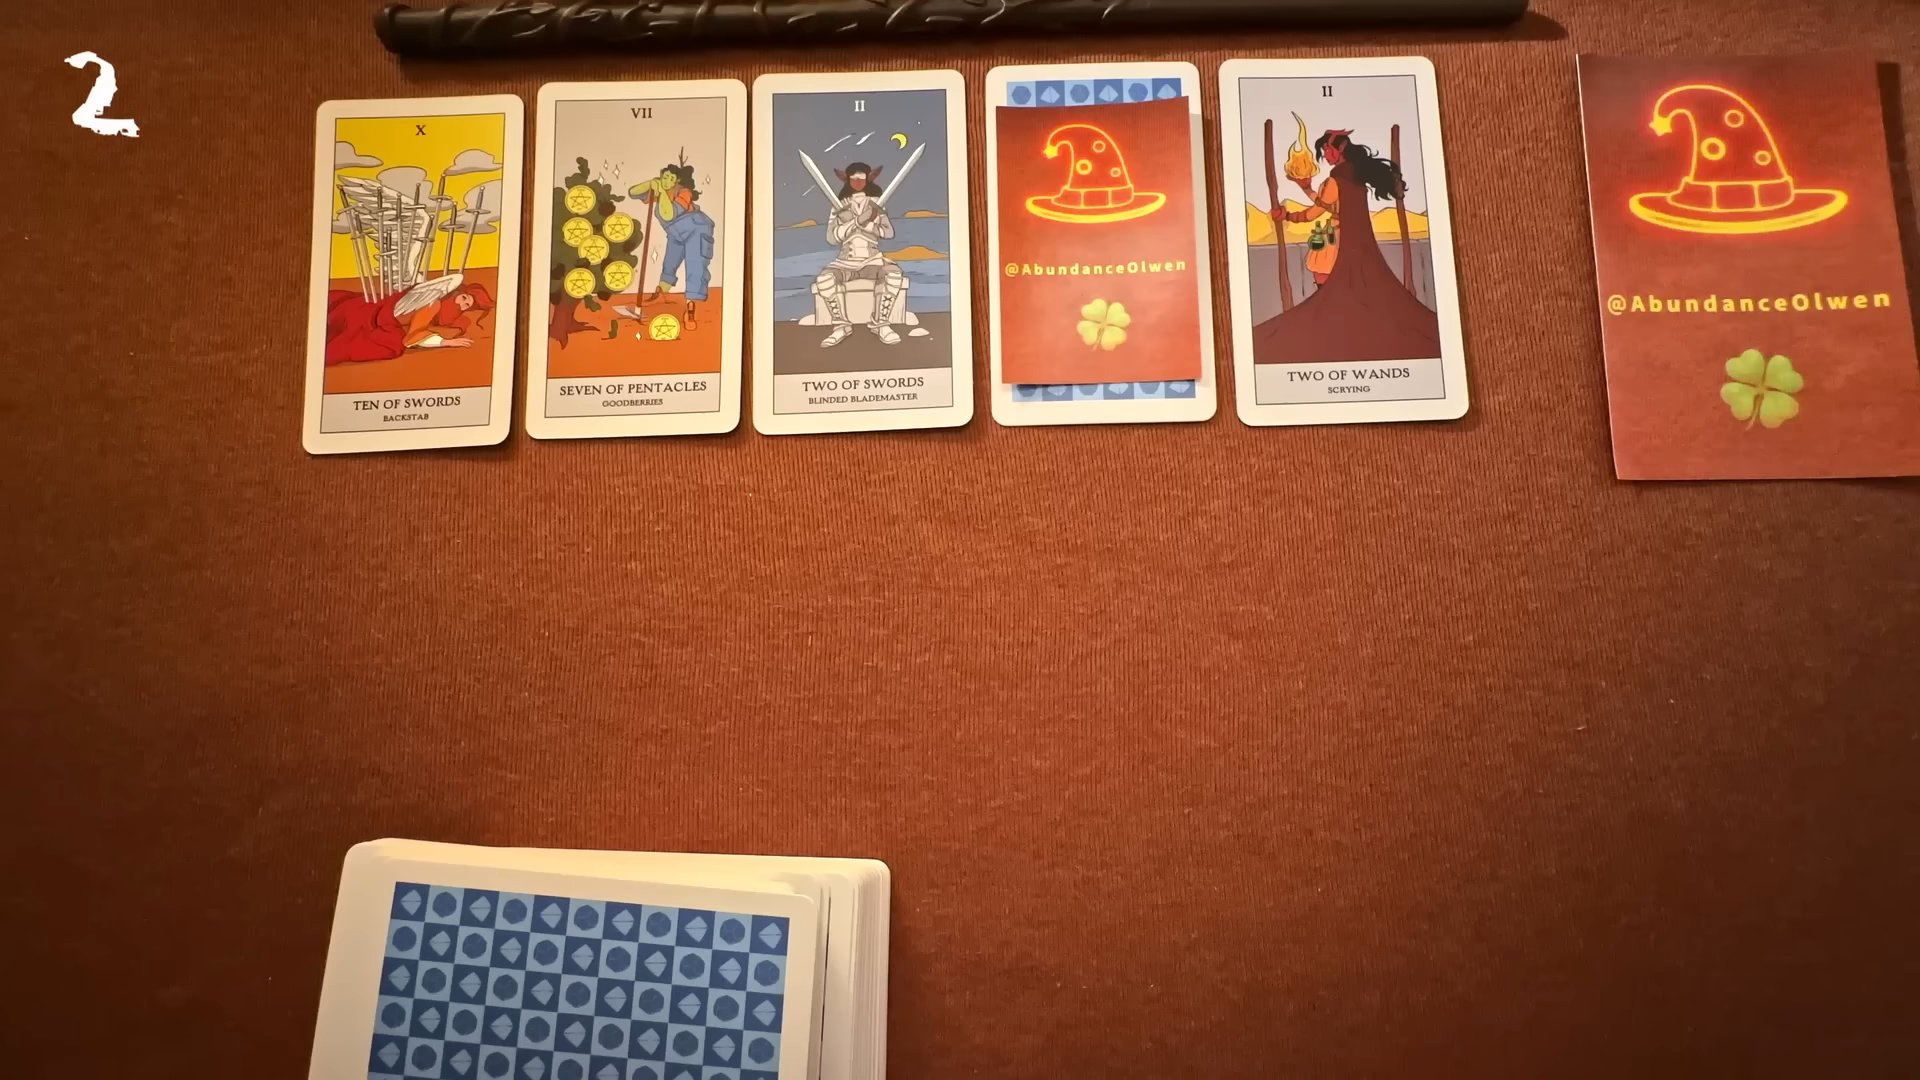 2
X
TEN OF SWORDS
BACKSTAB
VII
SEVEN OF PENTACLES
GOODBERRIES
II
TWO OF SWORDS
BLINDED BLADEMASTER
@AbundanceOlwen
II
TWO OF WANDS
SCRYING
@AbundanceOlwen